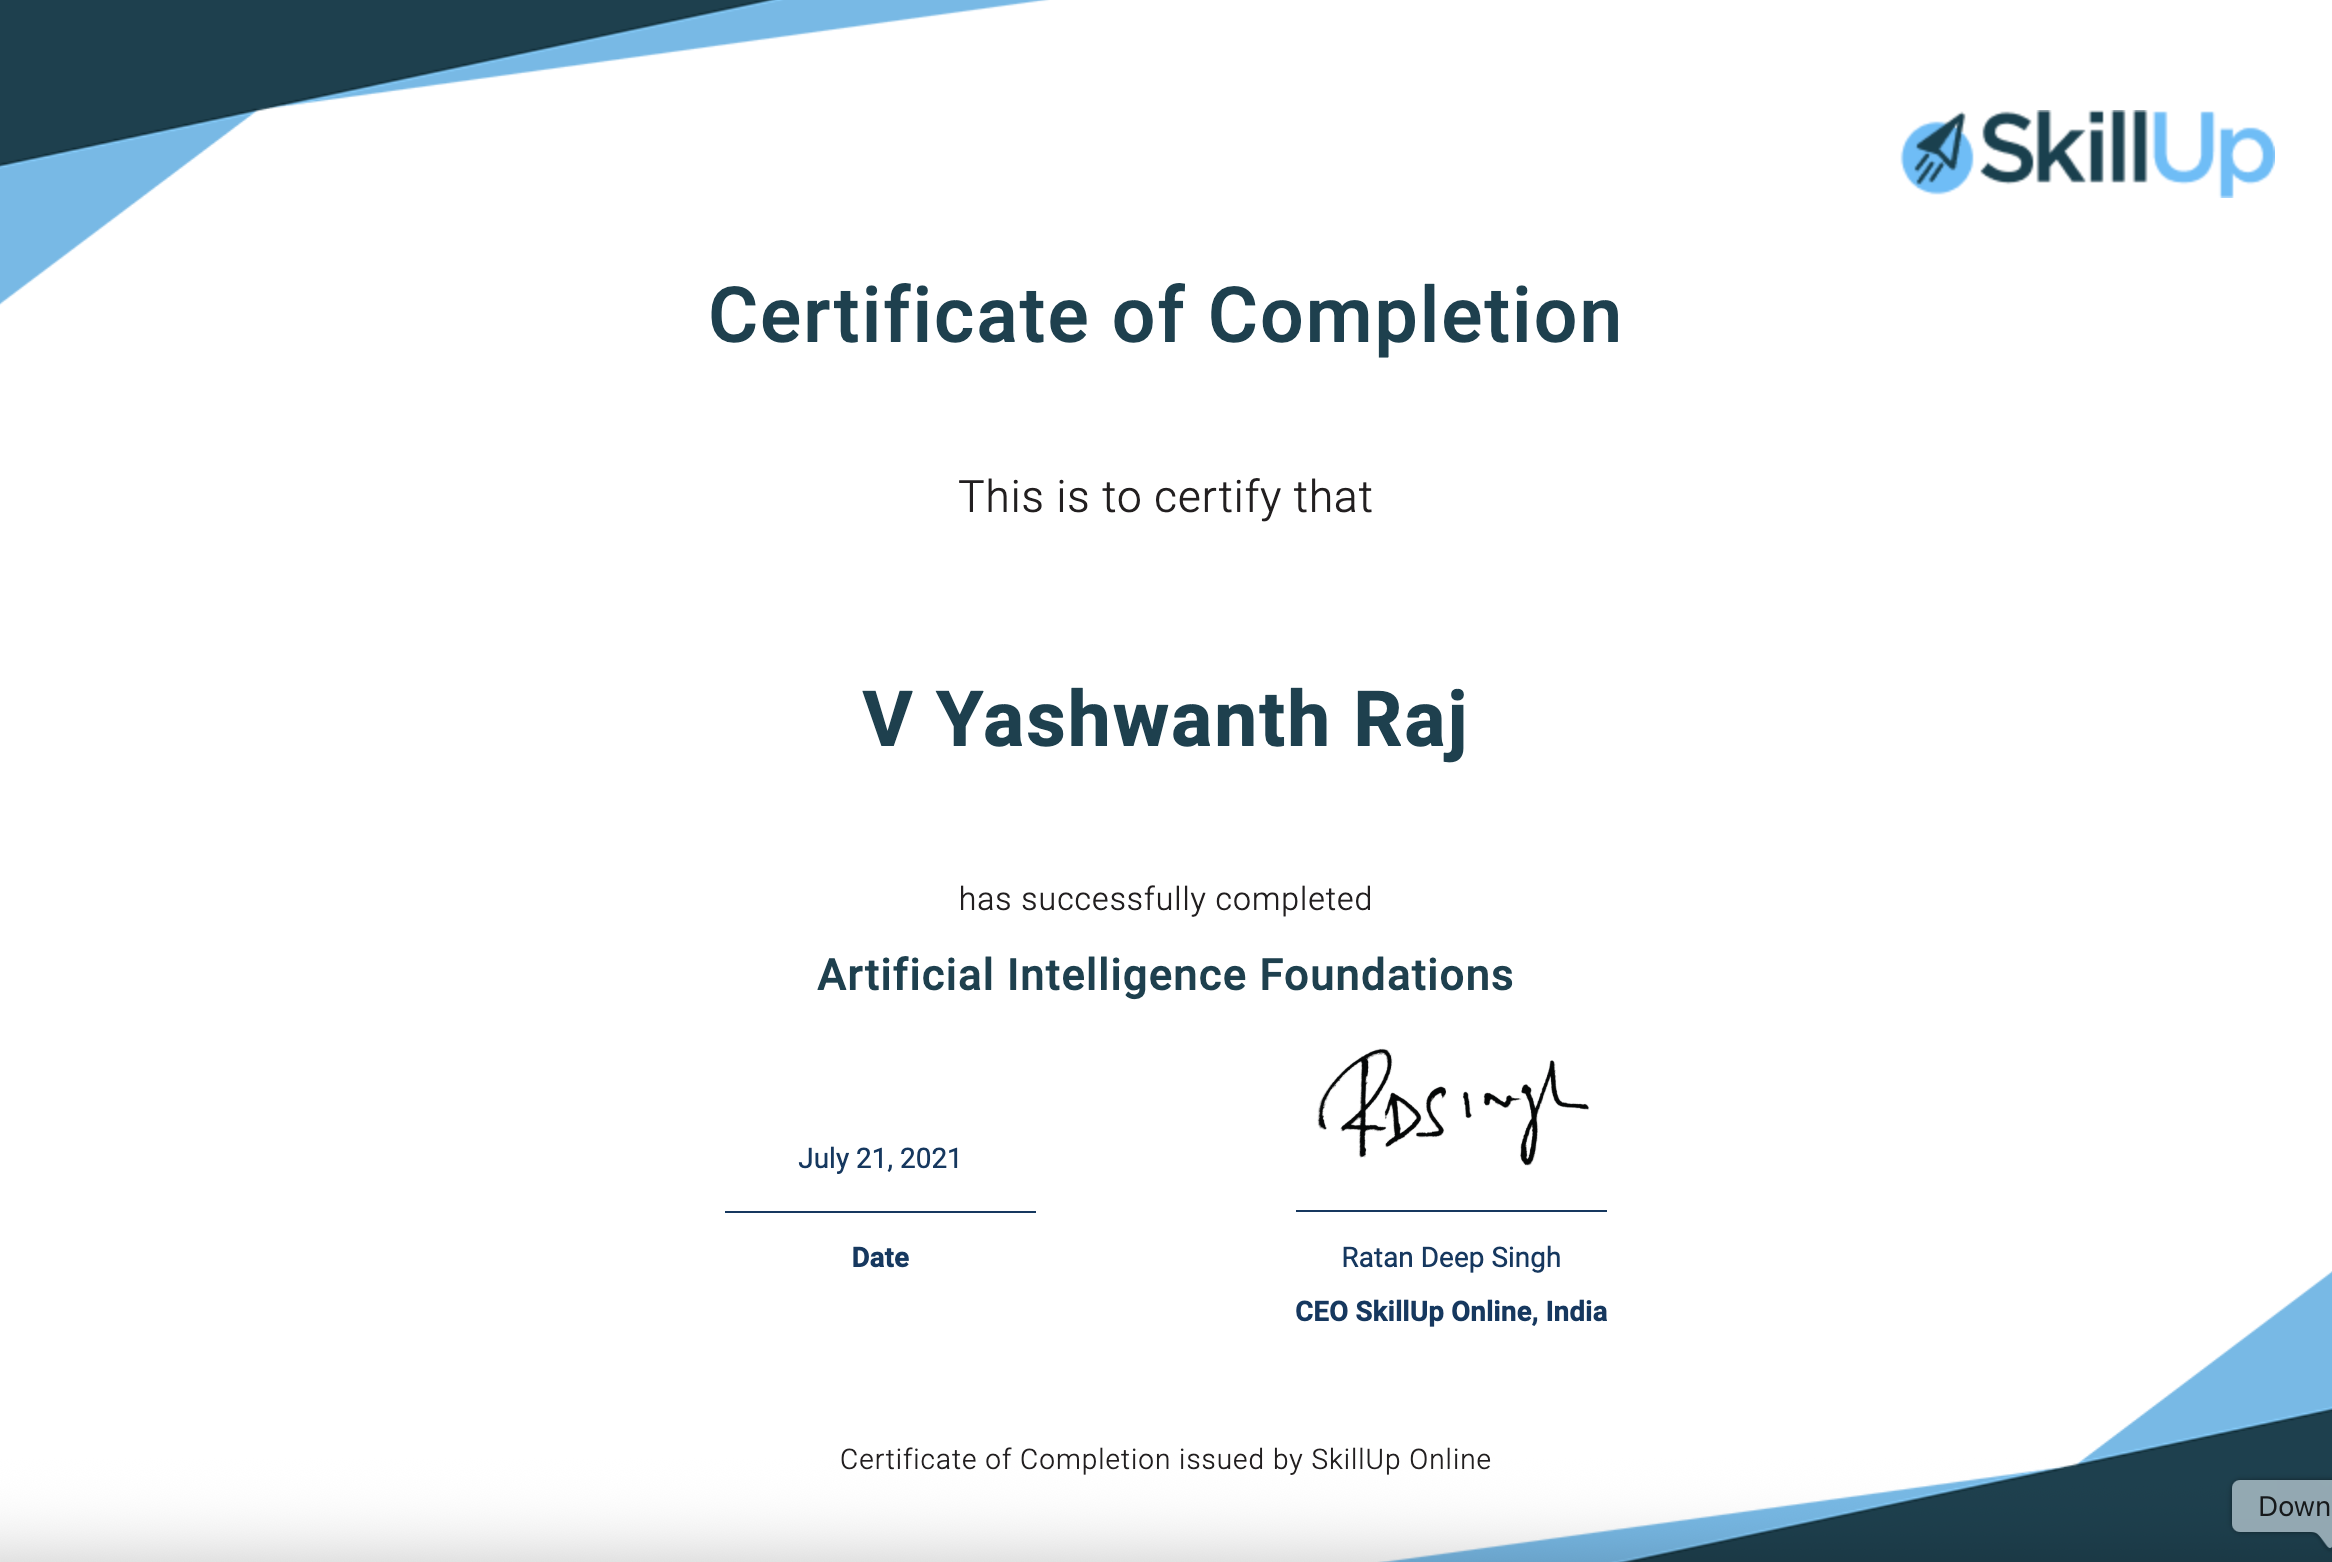 SkillUp
Certificate of Completion
This is to certify that
V Yashwanth Raj
has successfully completed
Artificial Intelligence Foundations
RDSingh
July 21, 2021
Date
Ratan Deep Singh
CEO SkillUp Online, India
Certificate of Completion issued by SkillUp Online
Down